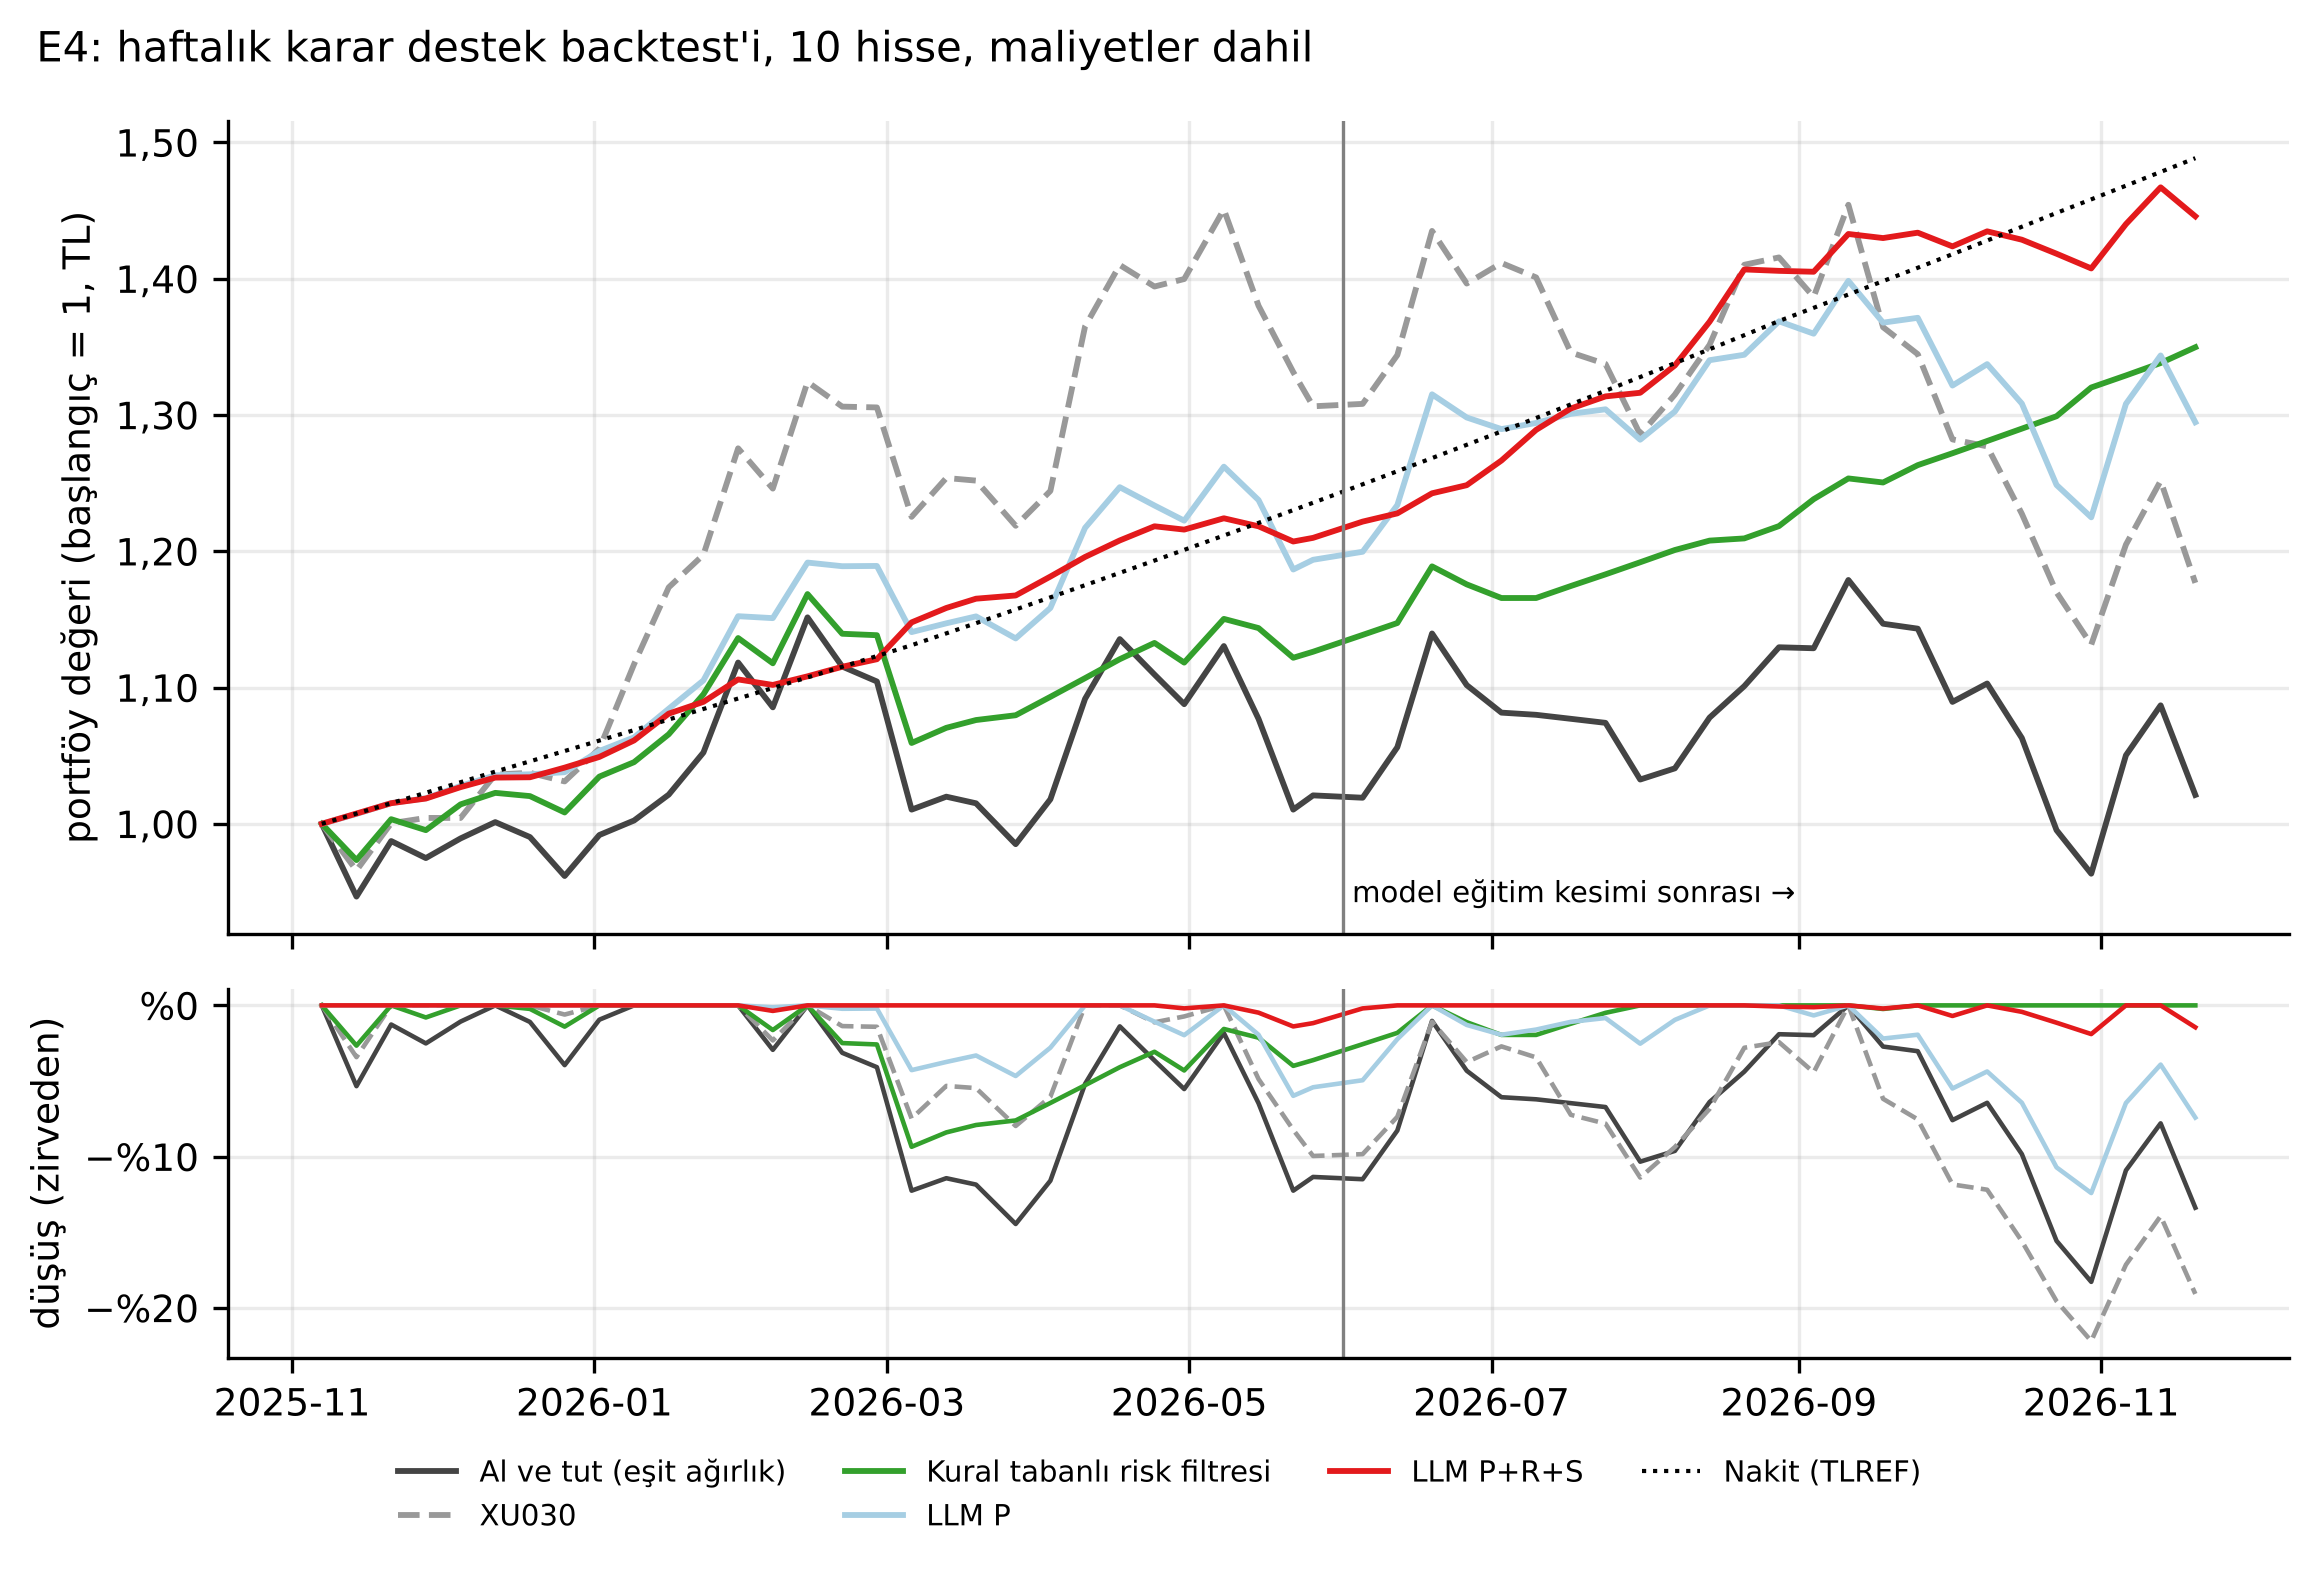 E4: haftalık karar destek backtest'i, 10 hisse, maliyetler dahil
portföy değeri (başlangıç = 1, TL)
1,50
1,40
1,30
1,20
1,10
1,00
model eğitim kesimi sonrası →
düşüş (zirveden)
%0
−%10
−%20
2025-11 2026-01 2026-03 2026-05 2026-07 2026-09 2026-11
Al ve tut (eşit ağırlık) Kural tabanlı risk filtresi LLM P+R+S Nakit (TLREF)
XU030 LLM P